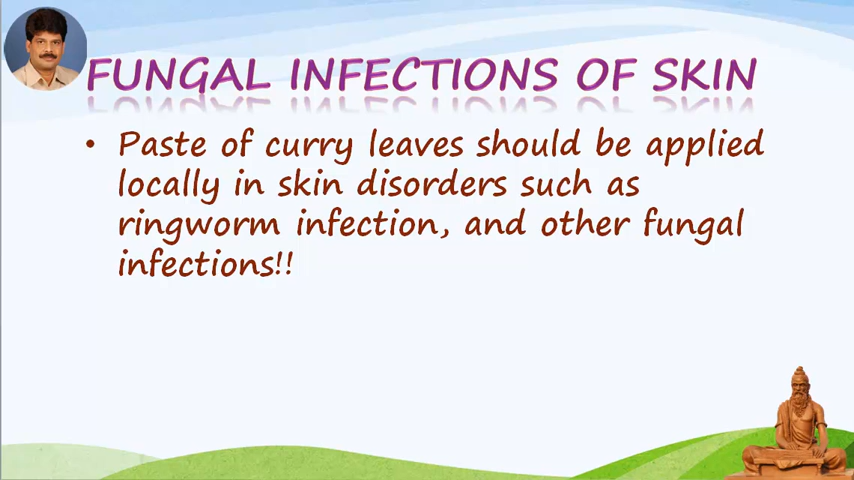 FUNGAL INFECTIONS OF SKIN
• Paste of curry leaves should be applied
locally in skin disorders such as
ringworm infection, and other fungal
infections!!